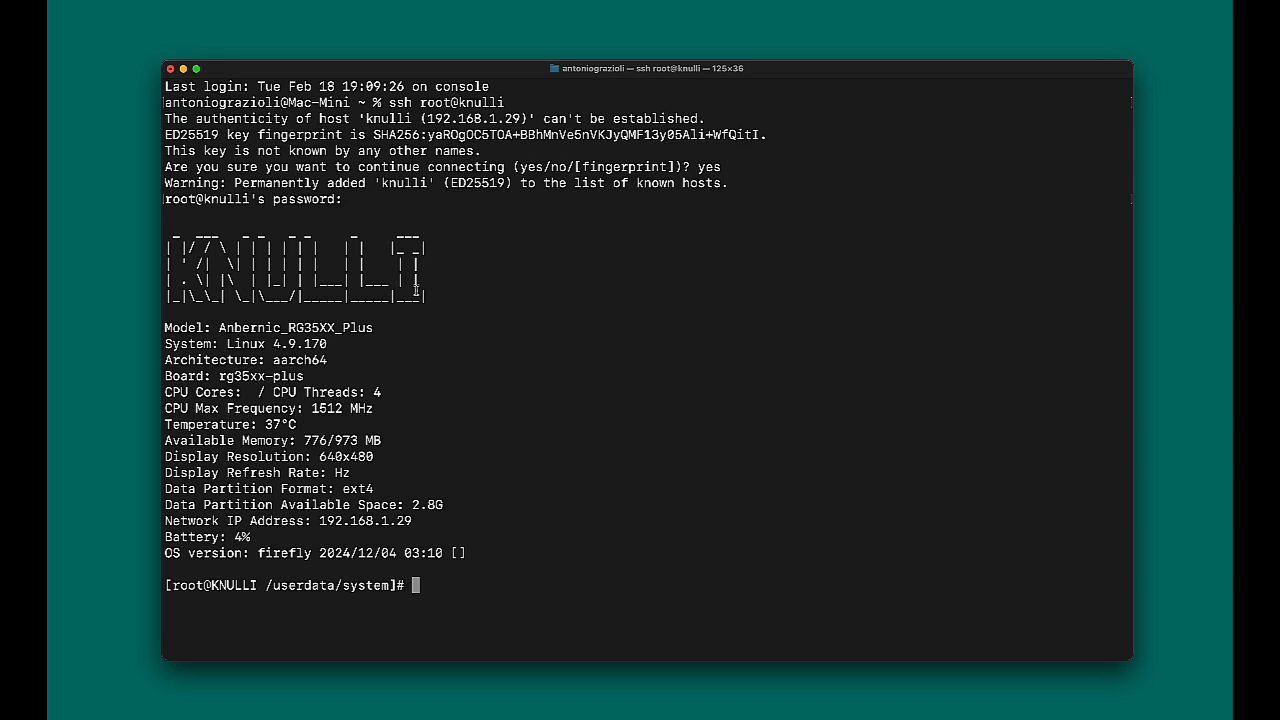 antoniograzioli — ssh root@knulli — 125×36
Last login: Tue Feb 18 19:09:26 on console
antoniograzioli@Mac-Mini ~ % ssh root@knulli
The authenticity of host 'knulli (192.168.1.29)' can't be established.
ED25519 key fingerprint is SHA256:yaROgOC5TOA+BBhMnVe5nVKJyQMF13y05Ali+WfQitI.
This key is not known by any other names.
Are you sure you want to continue connecting (yes/no/[fingerprint])? yes
Warning: Permanently added 'knulli' (ED25519) to the list of known hosts.
root@knulli's password:
KNULLI
Model: Anbernic_RG35XX_Plus
System: Linux 4.9.170
Architecture: aarch64
Board: rg35xx-plus
CPU Cores:  / CPU Threads: 4
CPU Max Frequency: 1512 MHz
Temperature: 37°C
Available Memory: 776/973 MB
Display Resolution: 640x480
Display Refresh Rate: Hz
Data Partition Format: ext4
Data Partition Available Space: 2.8G
Network IP Address: 192.168.1.29
Battery: 4%
OS version: firefly 2024/12/04 03:10 []
[root@KNULLI /userdata/system]#